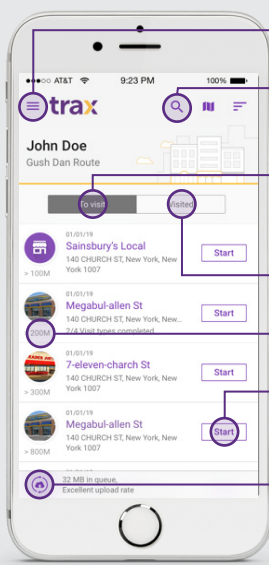 AT&T 9:23 PM 100%
trax
John Doe
Gush Dan Route
To visit Visited
01/01/19
Sainsbury's Local
140 CHURCH ST, New York, New
York 1007
> 100M
Start
01/01/19
Megabul-allen St
140 CHURCH ST, New York, New...
2/4 Visit types completed
200M
Start
01/01/19
7-eleven-charch St
140 CHURCH ST, New York, New
York 1007
> 300M
Start
01/01/19
Megabul-allen St
140 CHURCH ST, New York, New
York 1007
> 800M
Start
32 MB in queue,
Excellent upload rate